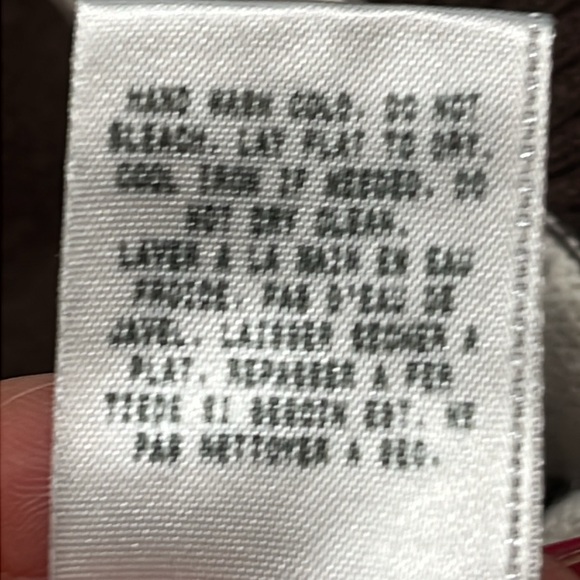 HAND WASH COLD. DO NOT
BLEACH. LAY FLAT TO DRY.
COOL IRON IF NEEDED. DO
NOT DRY CLEAN.
LAVER A LA MAIN EN EAU
FROIDE. PAS D'EAU DE
JAVEL. LAISSER SECHER A
PLAT. REPASSER A FER
TIEDE SI BESOIN EST. NE
PAS NETTOYER A SEC.